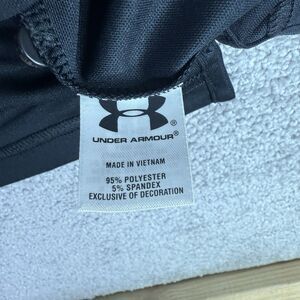 UNDER ARMOUR®
MADE IN VIETNAM
95% POLYESTER
5% SPANDEX
EXCLUSIVE OF DECORATION